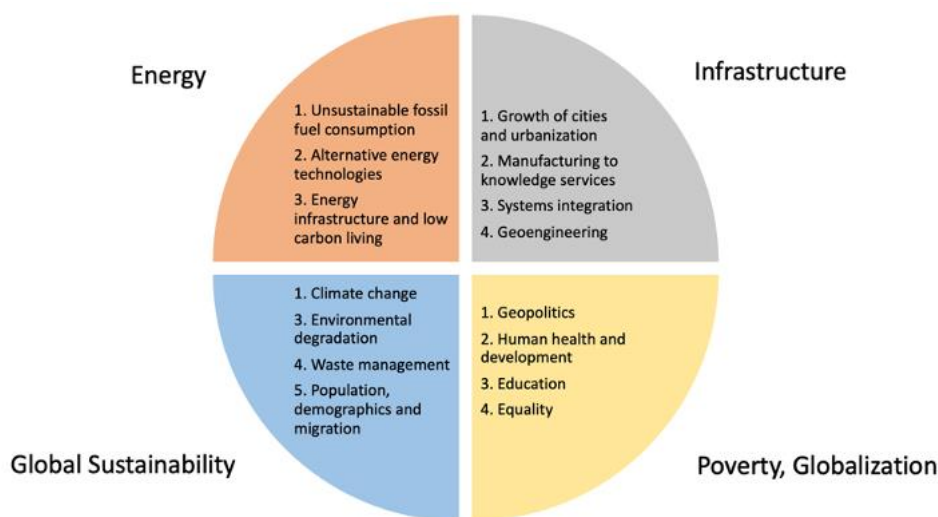 Energy
1. Unsustainable fossil
fuel consumption
2. Alternative energy
technologies
3. Energy
infrastructure and low
carbon living
Infrastructure
1. Growth of cities
and urbanization
2. Manufacturing to
knowledge services
3. Systems integration
4. Geoengineering
1. Climate change
3. Environmental
degradation
4. Waste management
5. Population,
demographics and
migration
Global Sustainability
1. Geopolitics
2. Human health and
development
3. Education
4. Equality
Poverty, Globalization